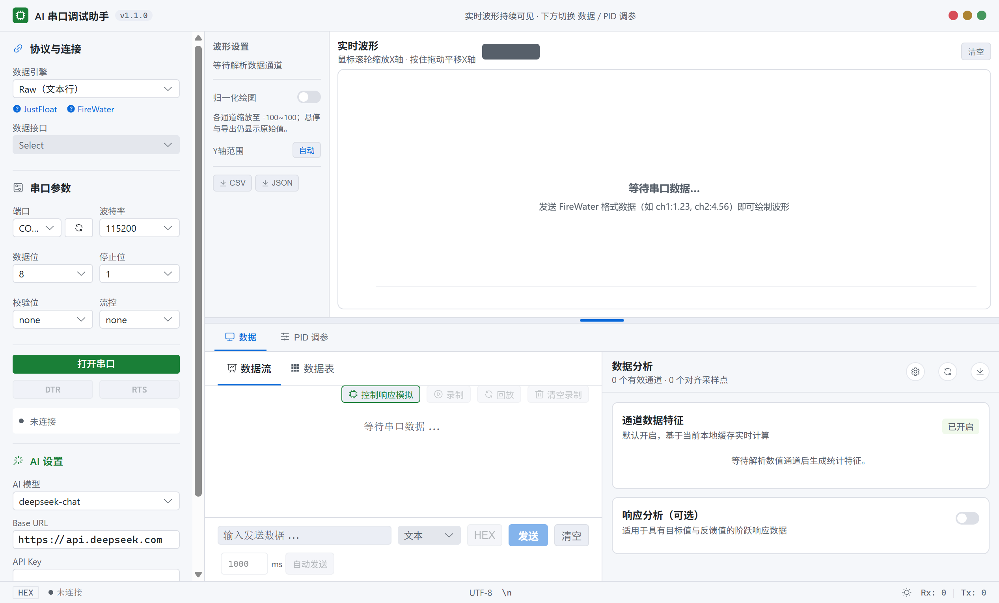 AI 串口调试助手
v1.1.0
实时波形持续可见 · 下方切换 数据 / PID 调参
协议与连接
数据引擎
Raw（文本行）
? JustFloat
? FireWater
数据接口
Select
串口参数
端口
波特率
CO...
115200
数据位
停止位
8
1
校验位
流控
none
none
打开串口
DTR
RTS
未连接
AI 设置
AI 模型
deepseek-chat
Base URL
https://api.deepseek.com
API Key
波形设置
等待解析数据通道
归一化绘图
各通道缩放至 -100~100；悬停
与导出仍显示原始值。
Y轴范围
自动
CSV
JSON
实时波形
鼠标滚轮缩放X轴 · 按住拖动平移X轴
清空
等待串口数据...
发送 FireWater 格式数据（如 ch1:1.23, ch2:4.56）即可绘制波形
数据
PID 调参
数据流
数据表
控制响应模拟
录制
回放
清空录制
等待串口数据 ...
输入发送数据 ...
文本
HEX
发送
清空
1000
ms
自动发送
数据分析
0 个有效通道 · 0 个对齐采样点
通道数据特征
默认开启，基于当前本地缓存实时计算
已开启
等待解析数值通道后生成统计特征。
响应分析（可选）
适用于具有目标值与反馈值的阶跃响应数据
HEX
未连接
UTF-8
\n
Rx: 0
Tx: 0